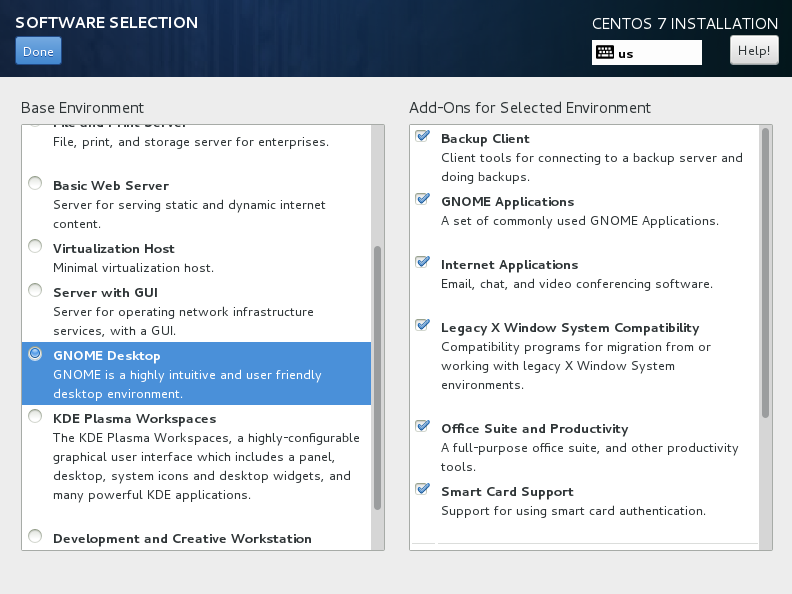 SOFTWARE SELECTION
Done
CENTOS 7 INSTALLATION
us
Help!
Base Environment
File and Print Server
File, print, and storage server for enterprises.
Basic Web Server
Server for serving static and dynamic internet
content.
Virtualization Host
Minimal virtualization host.
Server with GUI
Server for operating network infrastructure
services, with a GUI.
GNOME Desktop
GNOME is a highly intuitive and user friendly
desktop environment.
KDE Plasma Workspaces
The KDE Plasma Workspaces, a highly-configurable
graphical user interface which includes a panel,
desktop, system icons and desktop widgets, and
many powerful KDE applications.
Development and Creative Workstation
Add-Ons for Selected Environment
Backup Client
Client tools for connecting to a backup server and
doing backups.
GNOME Applications
A set of commonly used GNOME Applications.
Internet Applications
Email, chat, and video conferencing software.
Legacy X Window System Compatibility
Compatibility programs for migration from or
working with legacy X Window System
environments.
Office Suite and Productivity
A full-purpose office suite, and other productivity
tools.
Smart Card Support
Support for using smart card authentication.